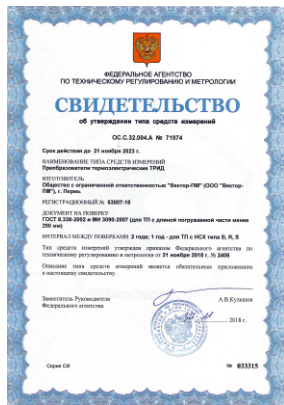 ФЕДЕРАЛЬНОЕ АГЕНТСТВО
ПО ТЕХНИЧЕСКОМУ РЕГУЛИРОВАНИЮ И МЕТРОЛОГИИ
СВИДЕТЕЛЬСТВО
об утверждении типа средств измерений
OC.C.32.004.A № 71974
Срок действия до 21 ноября 2023 г.
НАИМЕНОВАНИЕ ТИПА СРЕДСТВ ИЗМЕРЕНИЙ
Преобразователи термоэлектрические ТРИД
ИЗГОТОВИТЕЛЬ
Общество с ограниченной ответственностью "Вектор-ПМ" (ООО "Вектор-
ПМ"), г. Пермь
РЕГИСТРАЦИОННЫЙ № 53007-18
ДОКУМЕНТ НА ПОВЕРКУ
ГОСТ 8.338-2002 и МИ 3090-2007 (для ТП с длиной погружаемой части менее
250 мм)
ИНТЕРВАЛ МЕЖДУ ПОВЕРКАМИ 2 года; 1 год - для ТП с НСХ типа B, R, S
Тип средств измерений утвержден приказом Федерального агентства по
техническому регулированию и метрологии от 21 ноября 2018 г. № 2406
Описание типа средств измерений является обязательным приложением
к настоящему свидетельству.
Заместитель Руководителя А.В.Кулешов
Федерального агентства
2018 г.
Серия СИ № 033315